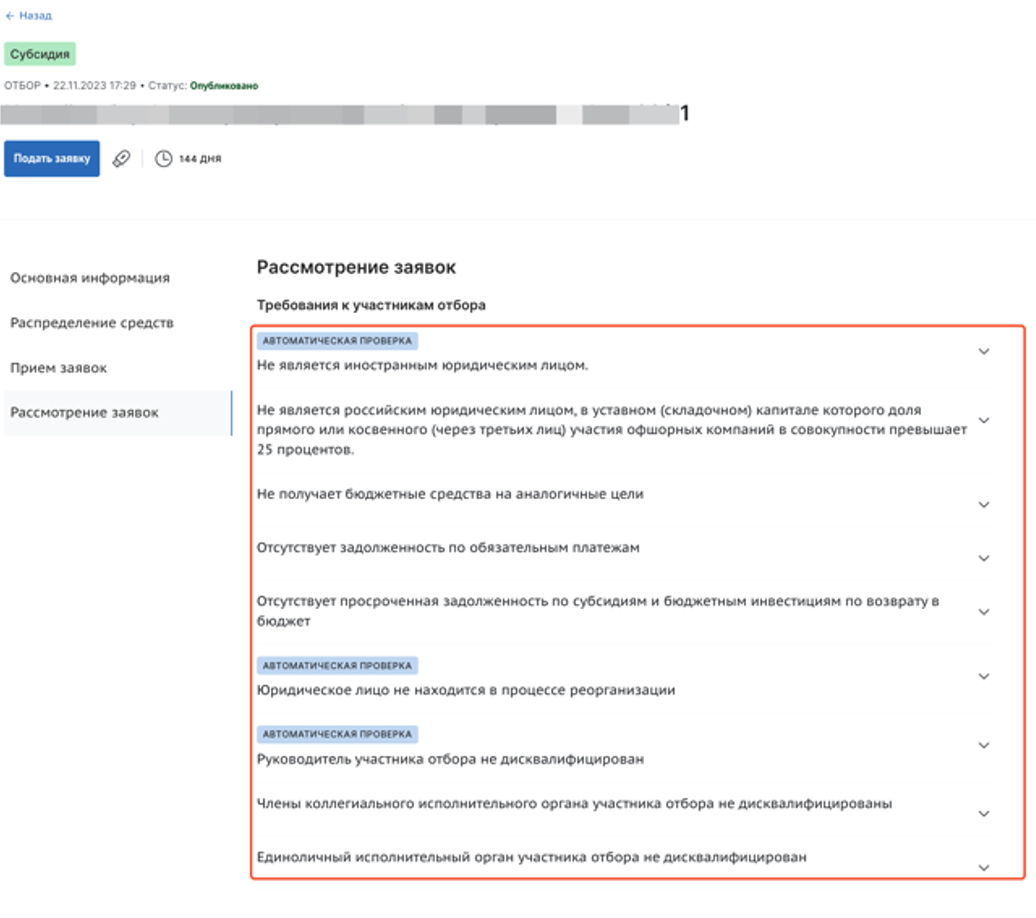 ← Назад
Субсидия
ОТБОР • 22.11.2023 17:29 • Статус: Опубликовано
1
Подать заявку
144 ДНЯ
Основная информация
Распределение средств
Прием заявок
Рассмотрение заявок
Рассмотрение заявок
Требования к участникам отбора
АВТОМАТИЧЕСКАЯ ПРОВЕРКА
Не является иностранным юридическим лицом.
Не является российским юридическим лицом, в уставном (складочном) капитале которого доля
прямого или косвенного (через третьих лиц) участия офшорных компаний в совокупности превышает
25 процентов.
Не получает бюджетные средства на аналогичные цели
Отсутствует задолженность по обязательным платежам
Отсутствует просроченная задолженность по субсидиям и бюджетным инвестициям по возврату в
бюджет
АВТОМАТИЧЕСКАЯ ПРОВЕРКА
Юридическое лицо не находится в процессе реорганизации
АВТОМАТИЧЕСКАЯ ПРОВЕРКА
Руководитель участника отбора не дисквалифицирован
Члены коллегиального исполнительного органа участника отбора не дисквалифицированы
Единоличный исполнительный орган участника отбора не дисквалифицирован